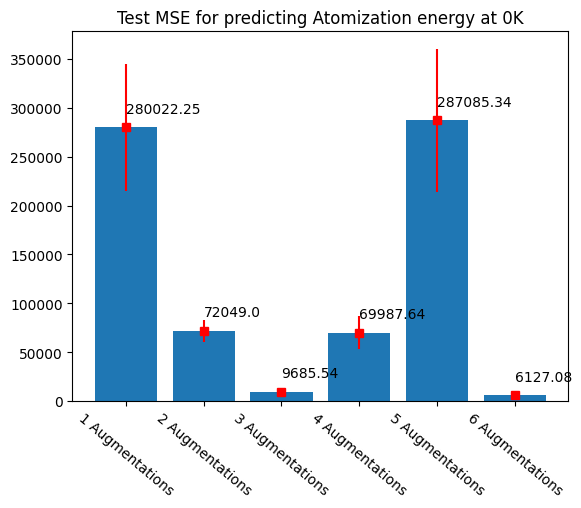 Test MSE for predicting Atomization energy at 0K
350000
300000
250000
200000
150000
100000
50000
0
280022.25
72049.0
9685.54
69987.64
287085.34
6127.08
1 Augmentations
2 Augmentations
3 Augmentations
4 Augmentations
5 Augmentations
6 Augmentations